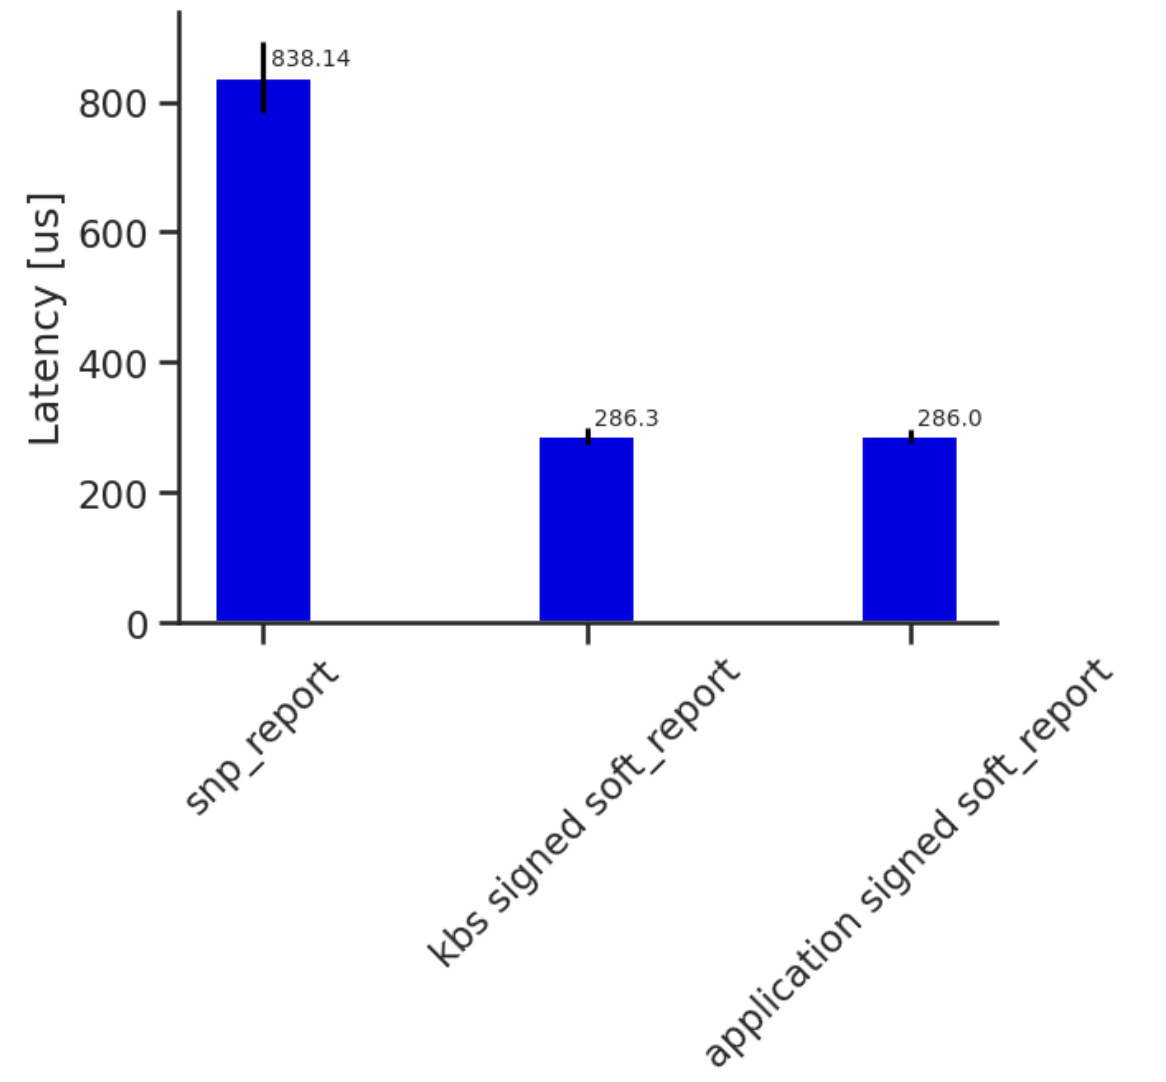 838.14
800
600
400
200
0
Latency [us]
286.3
286.0
snp_report
kbs signed soft_report
application signed soft_report